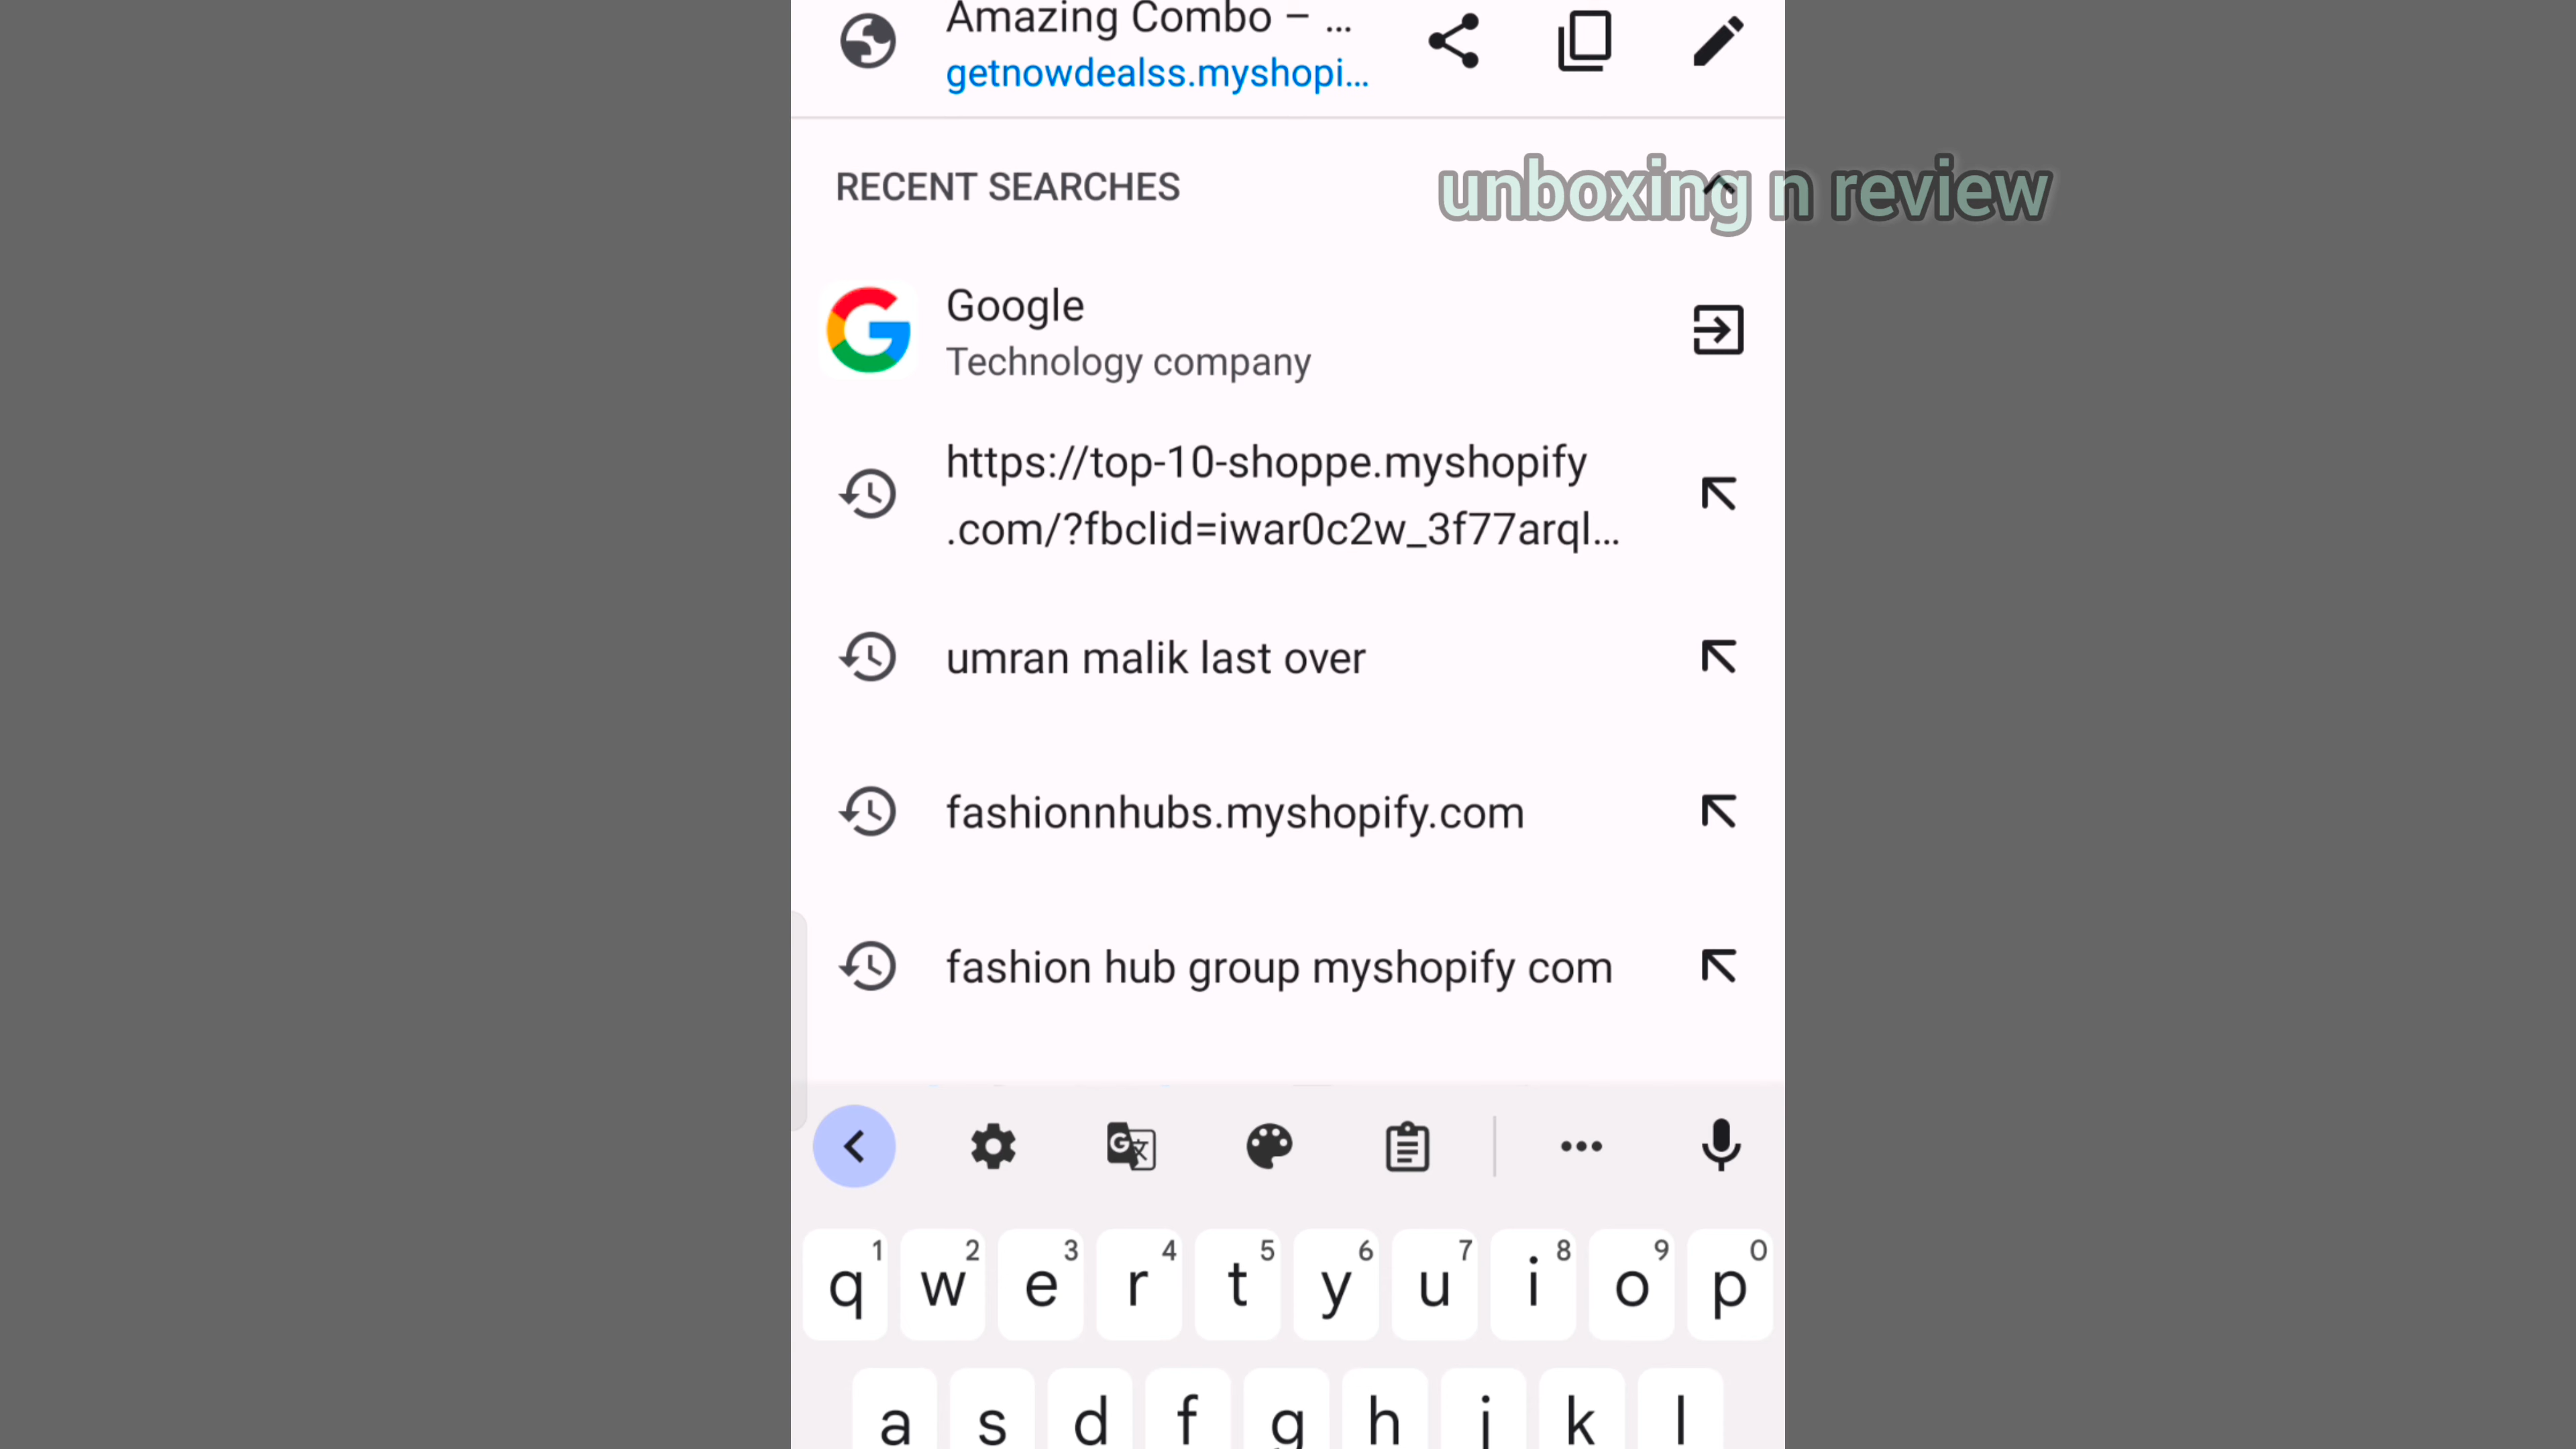 Amazing Combo – ...
getnowdealss.myshopi...
RECENT SEARCHES
unboxing n review
Google
Technology company
https://top-10-shoppe.myshopify
.com/?fbclid=iwar0c2w_3f77arql...
umran malik last over
fashionnhubs.myshopify.com
fashion hub group myshopify com
1 2 3 4 5 6 7 8 9 0
q w e r t y u i o p
a s d f g h j k l